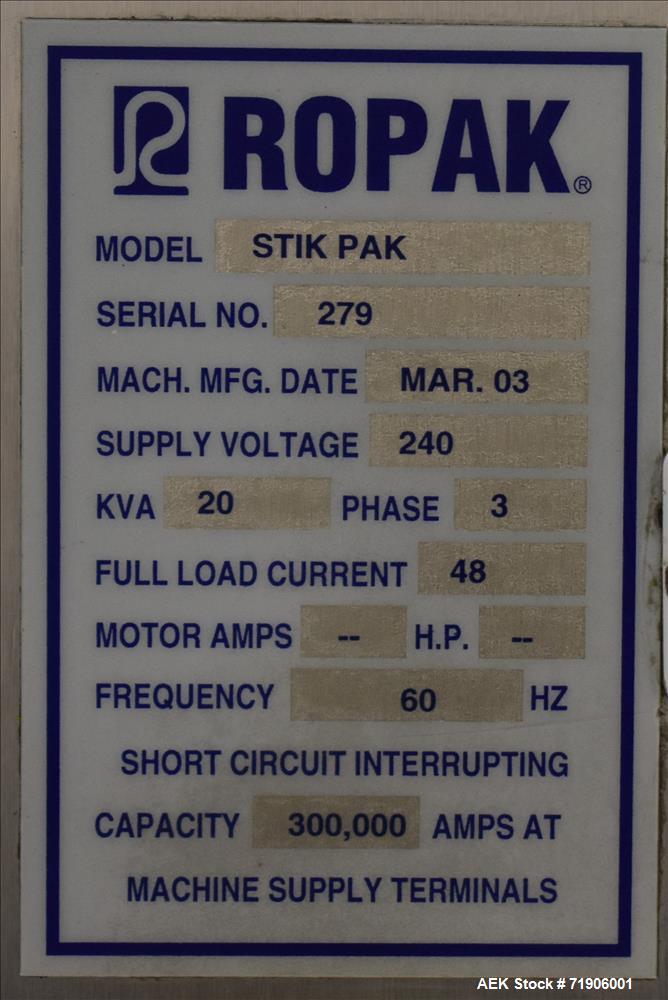 ROPAK®
MODEL STIK PAK
SERIAL NO. 279
MACH. MFG. DATE MAR. 03
SUPPLY VOLTAGE 240
KVA 20 PHASE 3
FULL LOAD CURRENT 48
MOTOR AMPS -- H.P. --
FREQUENCY 60 HZ
SHORT CIRCUIT INTERRUPTING
CAPACITY 300,000 AMPS AT
MACHINE SUPPLY TERMINALS
AEK Stock # 71906001